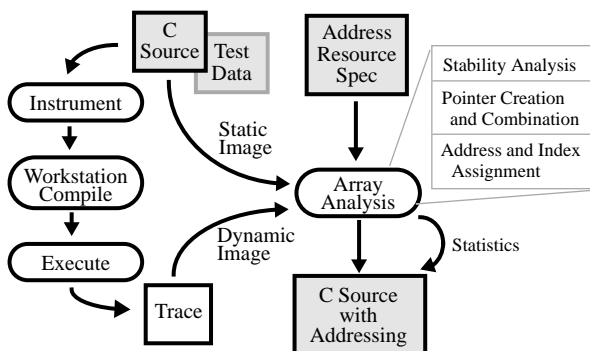 C
Source
Test
Data
Address
Resource
Spec
Stability Analysis
Pointer Creation
and Combination
Address and Index
Assignment
Instrument
Static
Image
Workstation
Compile
Array
Analysis
Dynamic
Image
Statistics
Execute
Trace
C Source
with
Addressing